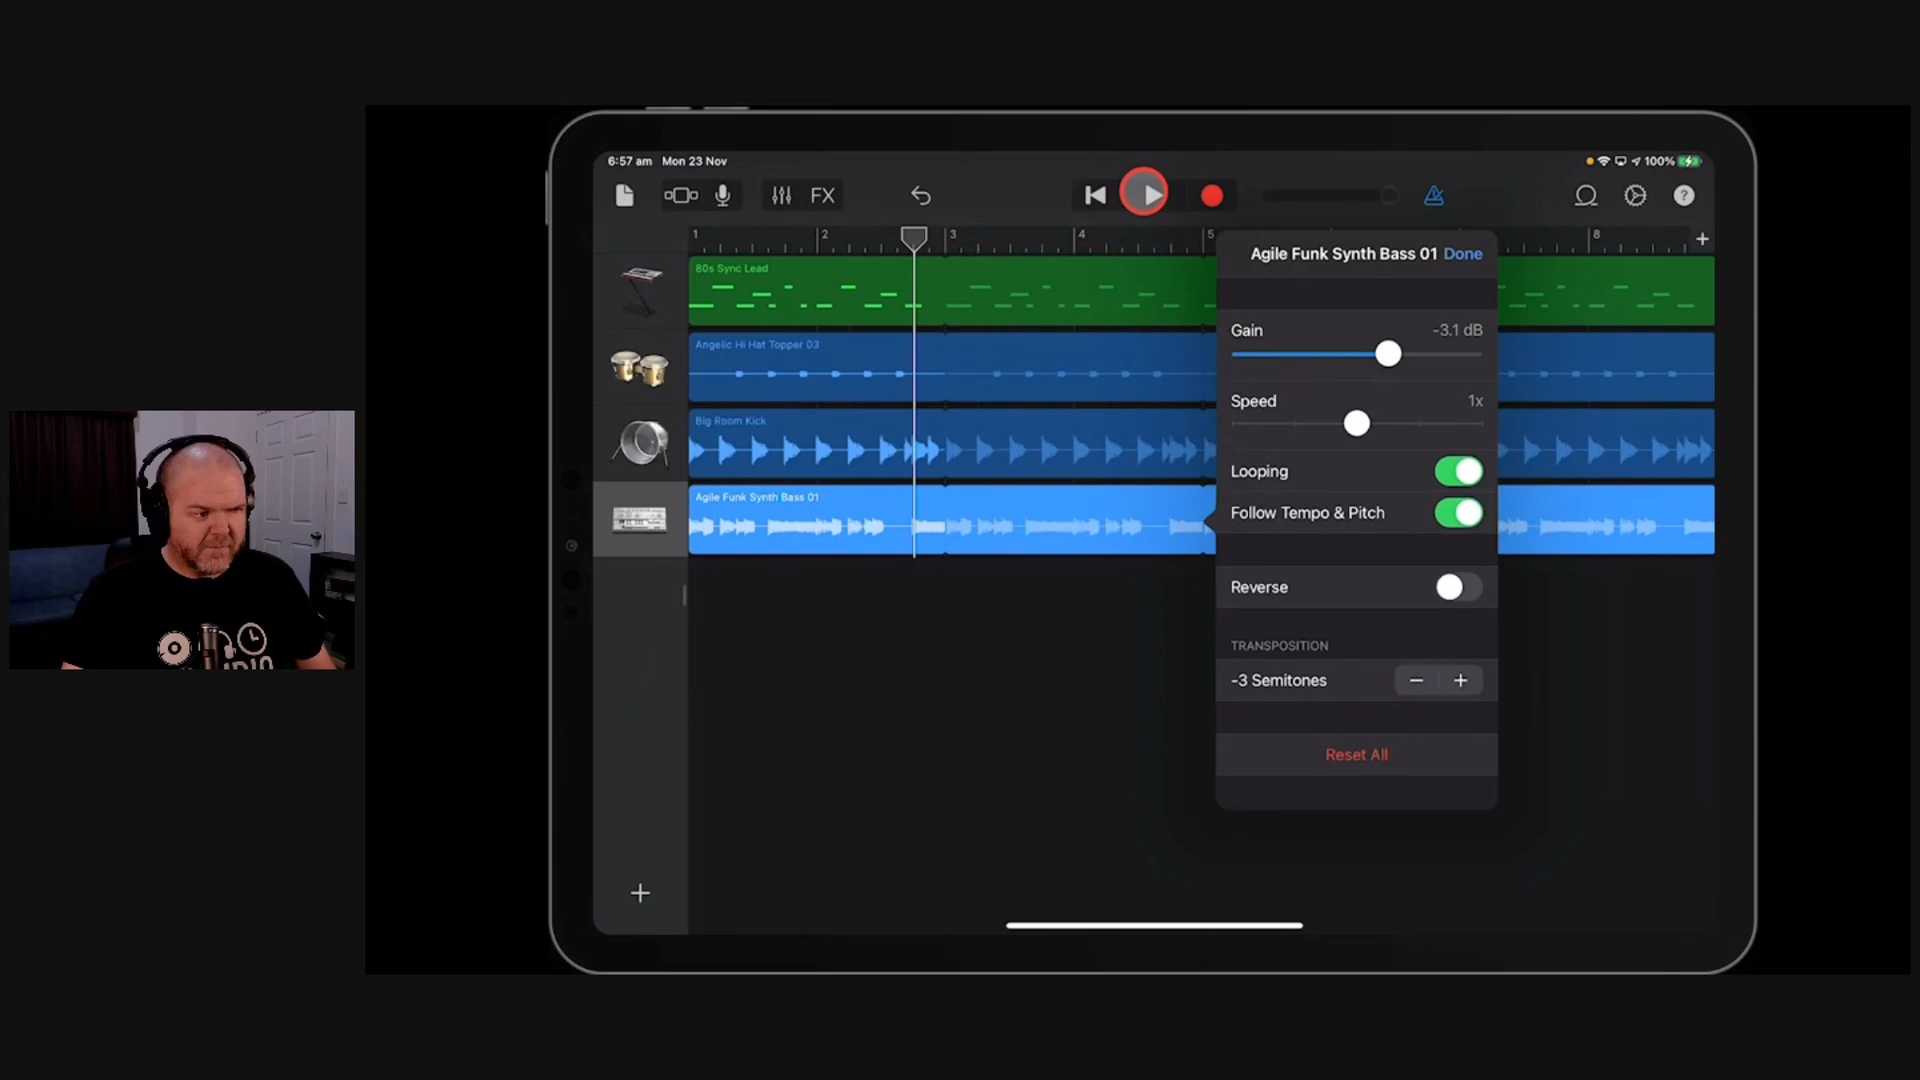 6:57 am Mon 23 Nov
100%
FX
1 2 3 4 5 8
Agile Funk Synth Bass 01 Done
80s Sync Lead
Gain -3.1 dB
Angelic Hi Hat Topper 03
Speed 1x
Big Room Kick
Looping
Agile Funk Synth Bass 01
Follow Tempo & Pitch
Reverse
TRANSPOSITION
-3 Semitones
Reset All